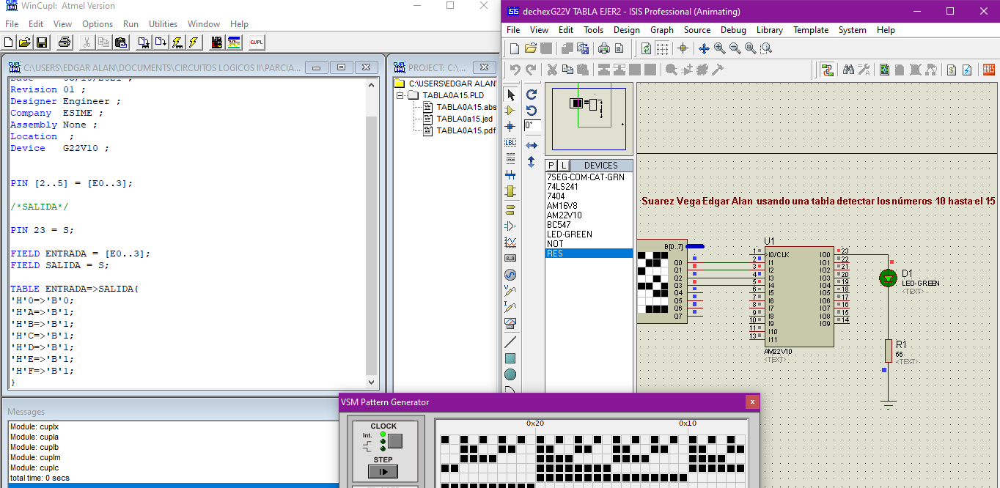 WinCupl: Atmel Version
File Edit View Options Run Utilities Window Help
CUPL
C:\USERS\EDGAR ALAN\DOCUMENTS\CIRCUITOS LOGICOS II\PARCIA...
Revision 01 ;
Designer Engineer ;
Company ESIME ;
Assembly None ;
Location ;
Device G22V10 ;
PIN [2..5] = [E0..3];
/*SALIDA*/
PIN 23 = S;
FIELD ENTRADA = [E0..3];
FIELD SALIDA = S;
TABLE ENTRADA=>SALIDA{
'H'0=>'B'0;
'H'A=>'B'1;
'H'B=>'B'1;
'H'C=>'B'1;
'H'D=>'B'1;
'H'E=>'B'1;
'H'F=>'B'1;
}
PROJECT: C:\...
C:\USERS\EDGAR ALAN\
TABLA0A15.PLD
TABLA0A15.abs
TABLA0a15.jed
TABLA0A15.pdf
Messages
Module: cuplx
Module: cupla
Module: cuplb
Module: cuplm
Module: cuplc
total time: 0 secs
dechexG22V TABLA EJER2 - ISIS Professional (Animating)
File View Edit Tools Design Graph Source Debug Library Template System Help
ARES
0°
LBL
P L DEVICES
7SEG-COM-CAT-GRN
74LS241
7404
AM16V8
AM22V10
BC547
LED-GREEN
NOT
RES
Suarez Vega Edgar Alan usando una tabla detectar los números 10 hasta el 15
B[0..7]
Q0
Q1
Q2
Q3
Q4
Q5
Q6
Q7
U1
1 I0/CLK IO0 23
2 I1 IO1 22
3 I2 IO2 21
4 I3 IO3 20
5 I4 IO4 19
6 I5 IO5 18
7 I6 IO6 17
8 I7 IO7 16
9 I8 IO8 15
10 I9 IO9 14
11 I10
13 I11
AM22V10
<TEXT>
D1
LED-GREEN
<TEXT>
R1
66
<TEXT>
VSM Pattern Generator
CLOCK
Int.
STEP
0x20 0x10